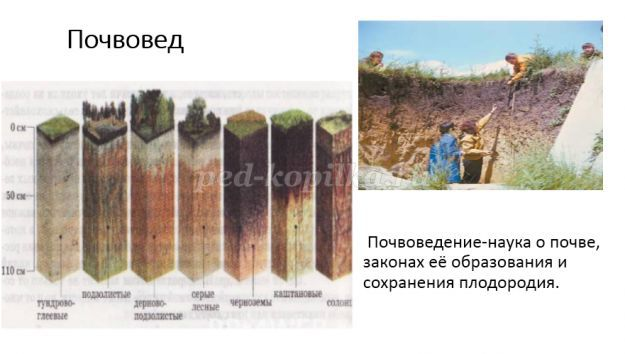 Почвовед
0 см
50 см
110 см
тундрово-
глеевые
подзолистые
дерново-
подзолистые
серые
лесные
черноземы
каштановые
солон
ped-kopilka.ru
Почвоведение-наука о почве,
законах её образования и
сохранения плодородия.